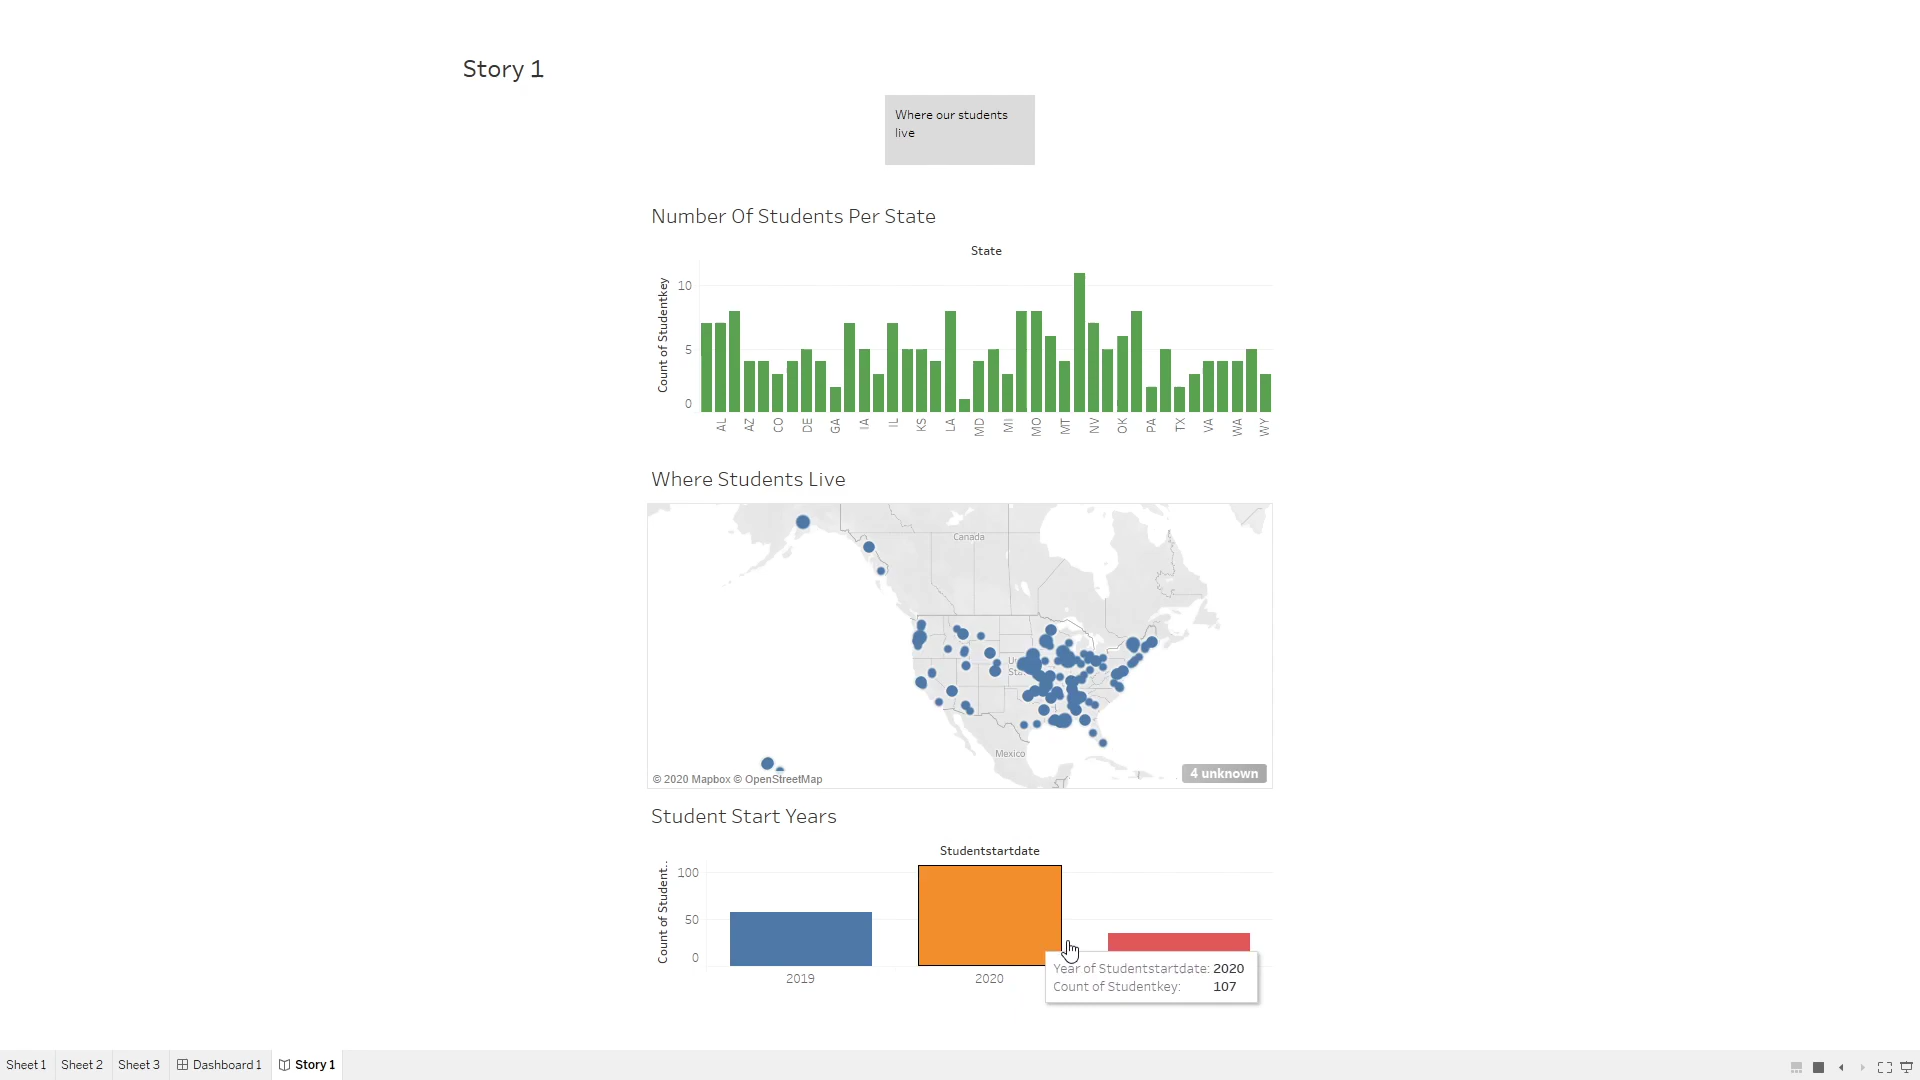 Story 1
Where our students
live
Number Of Students Per State
State
Count of Studentkey
10
5
0
AL
AZ
CO
DE
GA
IA
IL
KS
LA
MD
MI
MO
MT
NV
OK
PA
TX
VA
WA
WY
Where Students Live
Canada
Mexico
© 2020 Mapbox © OpenStreetMap
4 unknown
Student Start Years
Studentstartdate
Count of Student..
100
50
0
2019
2020
Year of Studentstartdate: 2020
Count of Studentkey: 107
Sheet 1
Sheet 2
Sheet 3
Dashboard 1
Story 1